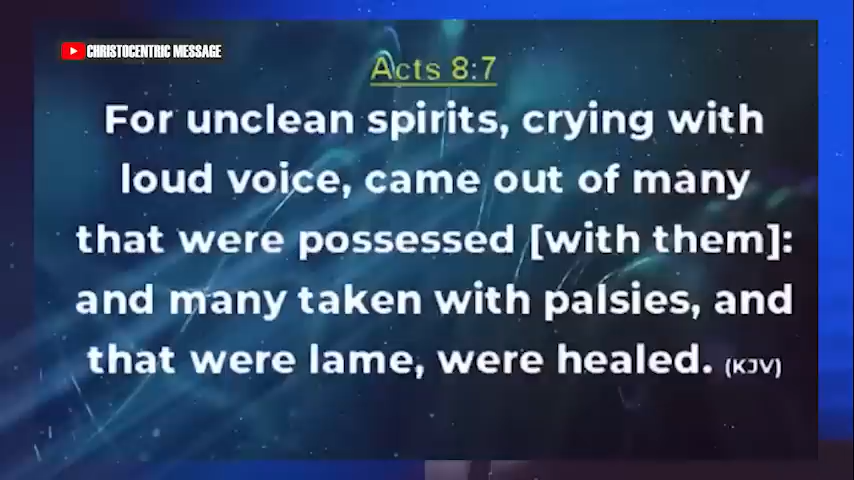 CHRISTOCENTRIC MESSAGE
Acts 8:7
For unclean spirits, crying with
loud voice, came out of many
that were possessed [with them]:
and many taken with palsies, and
that were lame, were healed. (KJV)